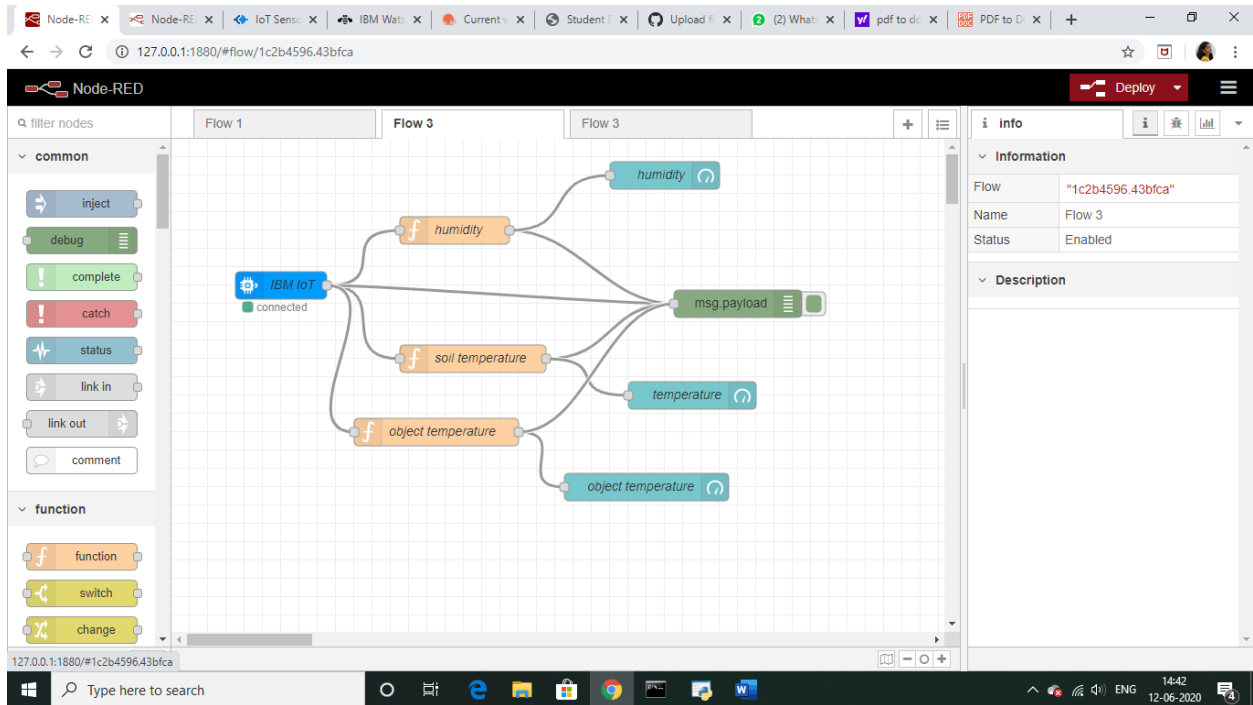 Node-RE
Node-RE
IoT Sens
IBM Wat
Current
Student
Upload f
(2) What
pdf to do
PDF to D
127.0.0.1:1880/#flow/1c2b4596.43bfca
Node-RED
Deploy
filter nodes
Flow 1
Flow 3
Flow 3
i info
common
inject
debug
complete
catch
status
link in
link out
comment
function
function
switch
change
humidity
humidity
IBM IoT
connected
msg.payload
soil temperature
temperature
object temperature
object temperature
Information
Flow "1c2b4596.43bfca"
Name Flow 3
Status Enabled
Description
127.0.0.1:1880/#1c2b4596.43bfca
Type here to search
ENG
14:42
12-06-2020
4